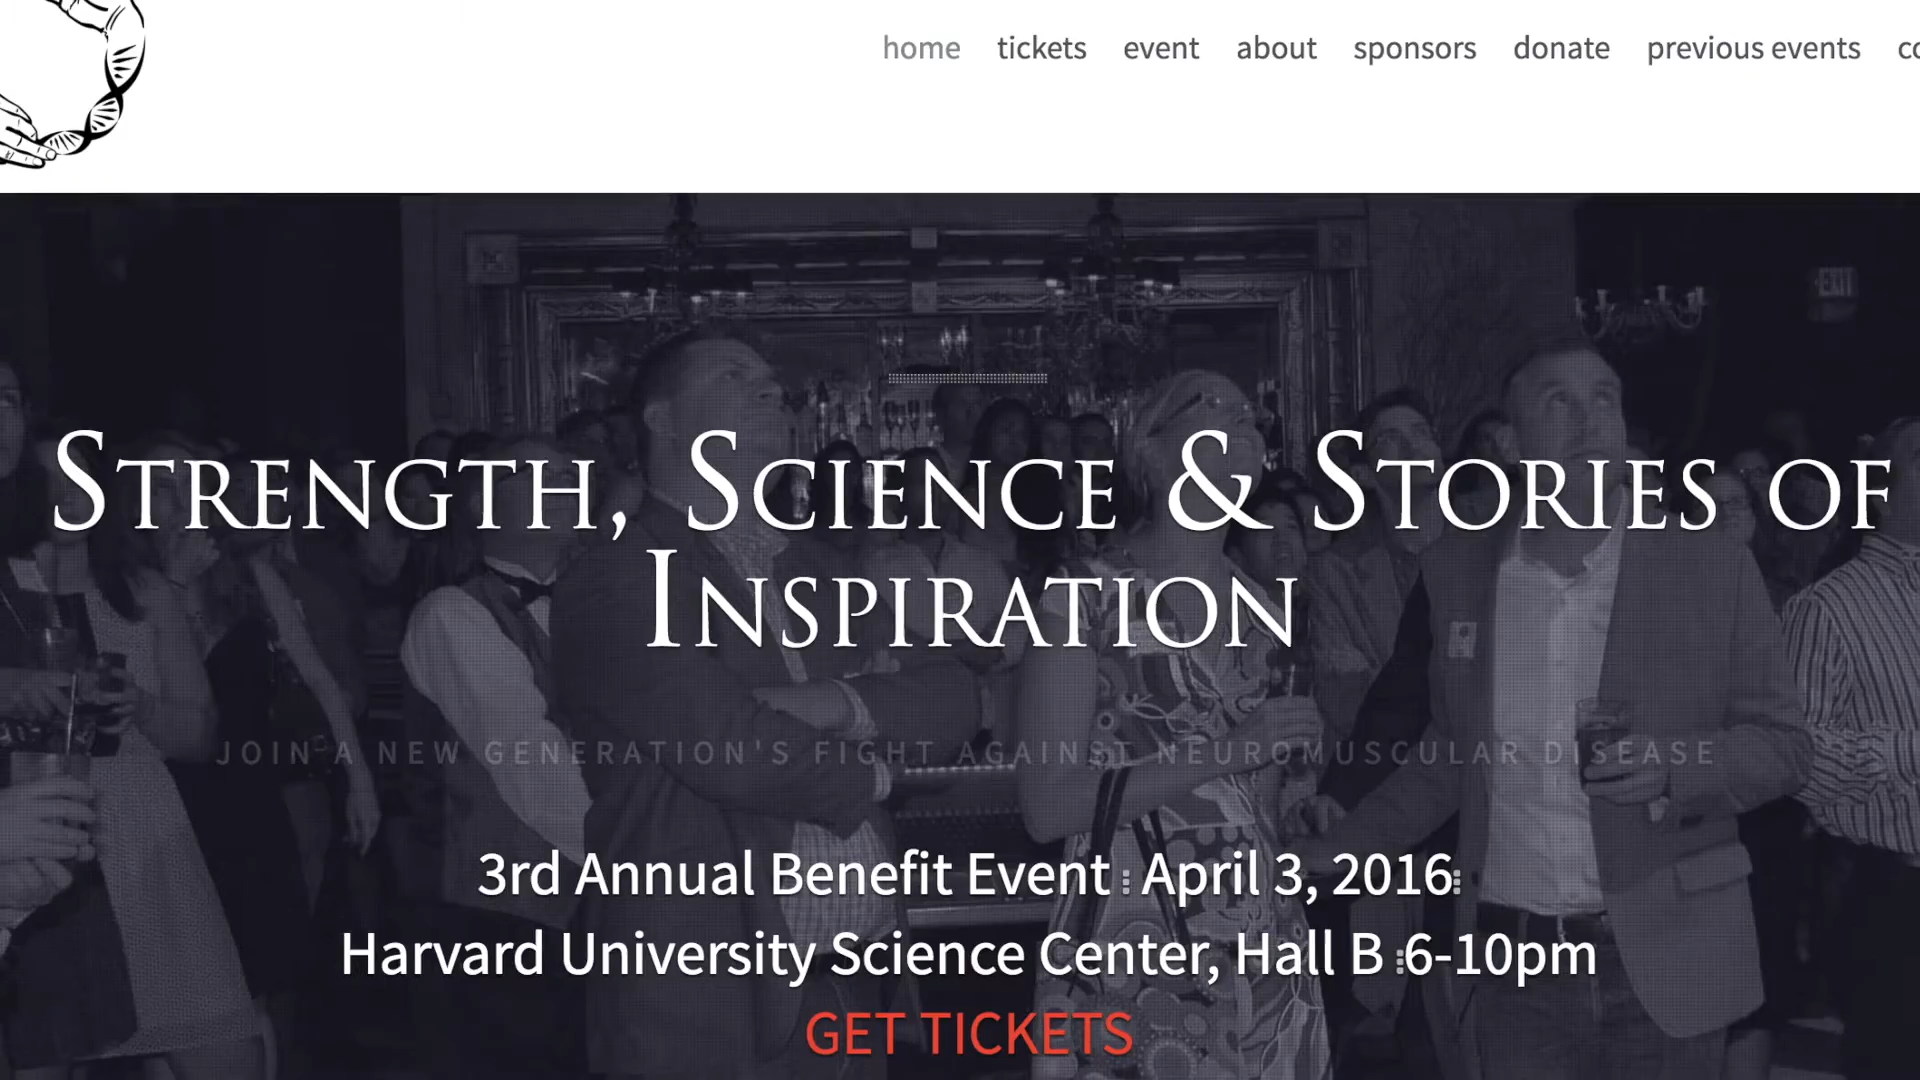 home tickets event about sponsors donate previous events
EXIT
Strength, Science & Stories of
Inspiration
JOIN A NEW GENERATION'S FIGHT AGAINST NEUROMUSCULAR DISEASE
3rd Annual Benefit Event : April 3, 2016:
Harvard University Science Center, Hall B :6-10pm
GET TICKETS